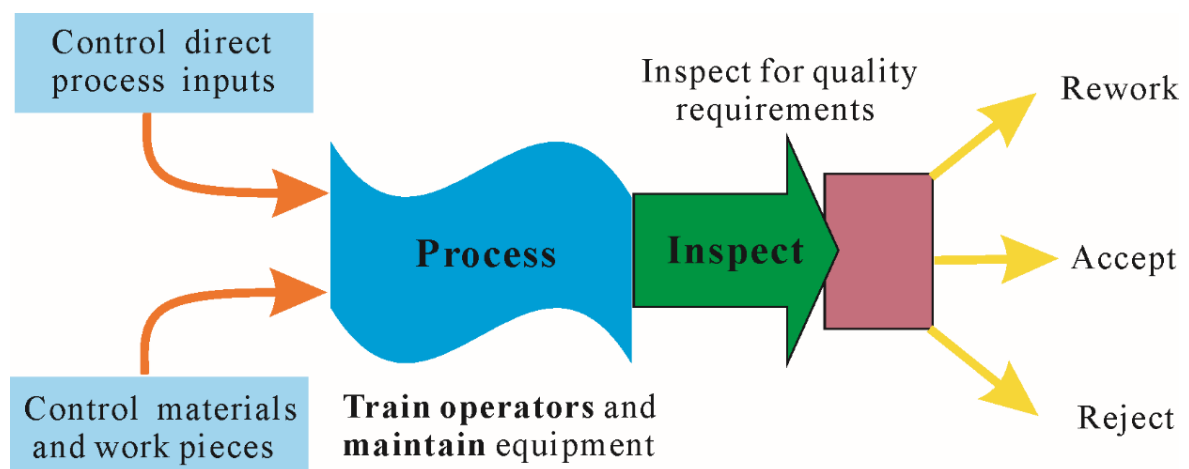 Control direct
process inputs
Inspect for quality
requirements
Rework
Process
Inspect
Accept
Control materials
and work pieces
Train operators and
maintain equipment
Reject